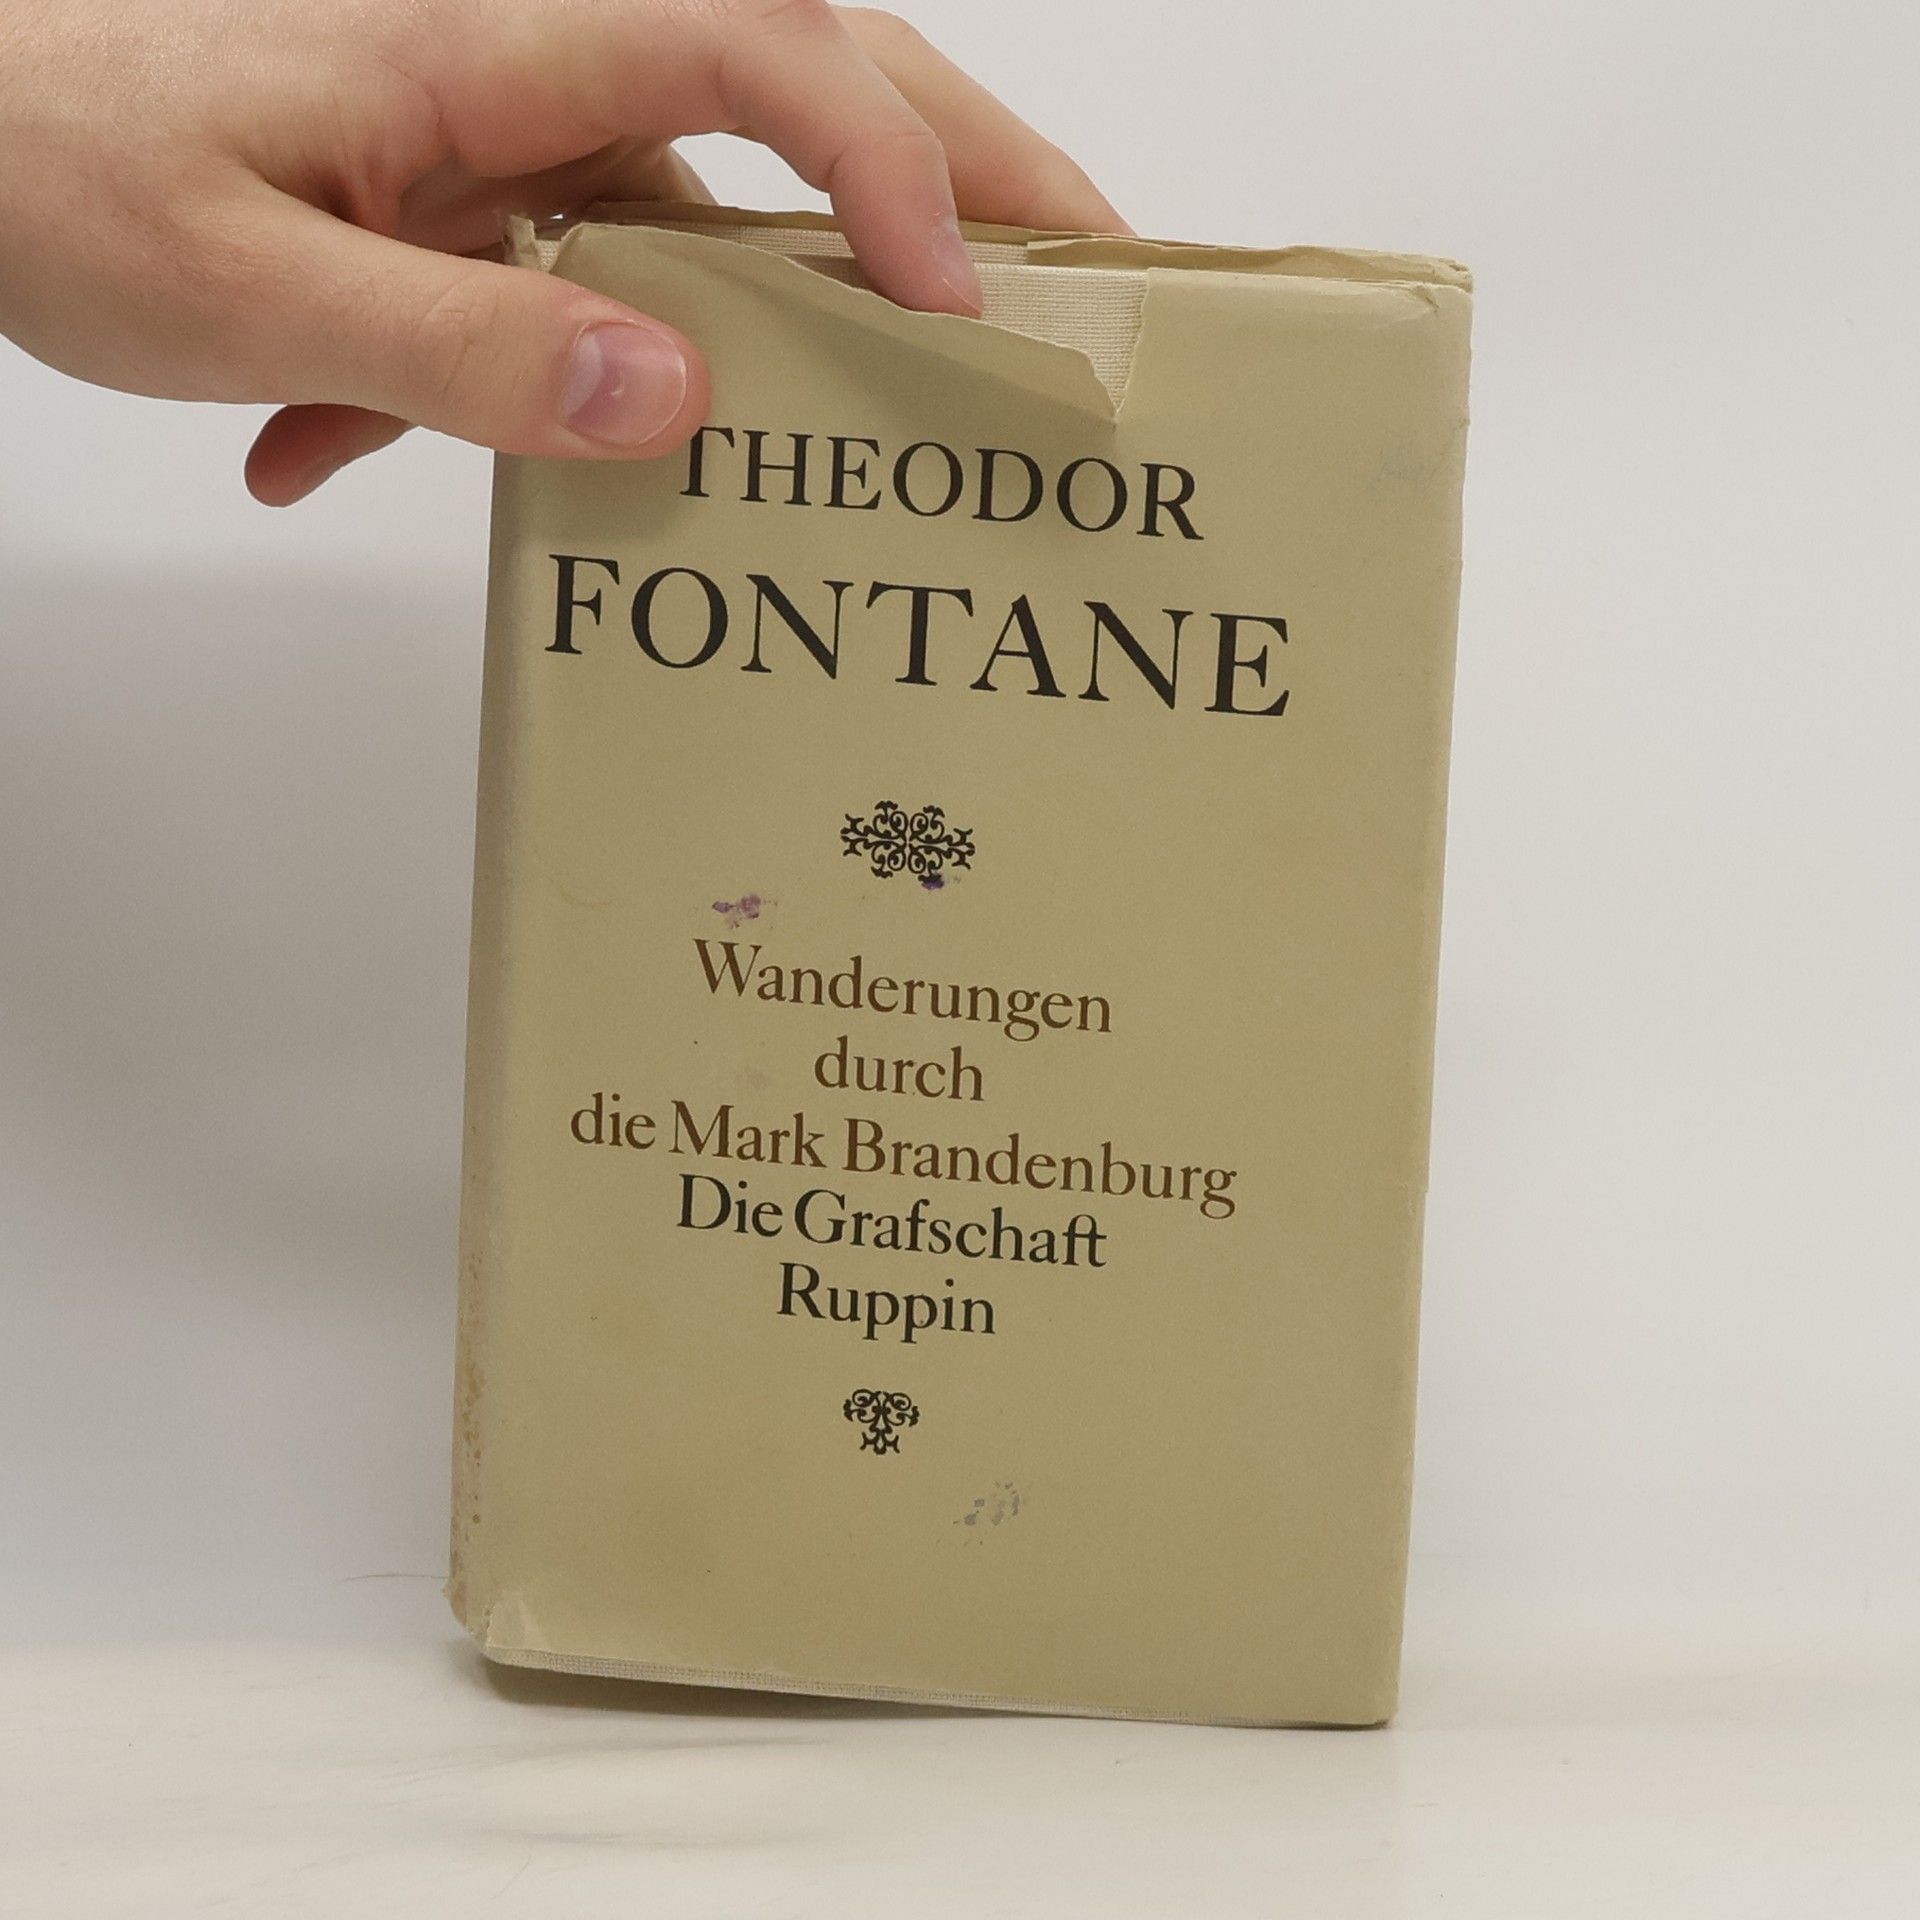 THEODOR
FONTANE
Wanderungen
durch
die Mark Brandenburg
Die Grafschaft
Ruppin